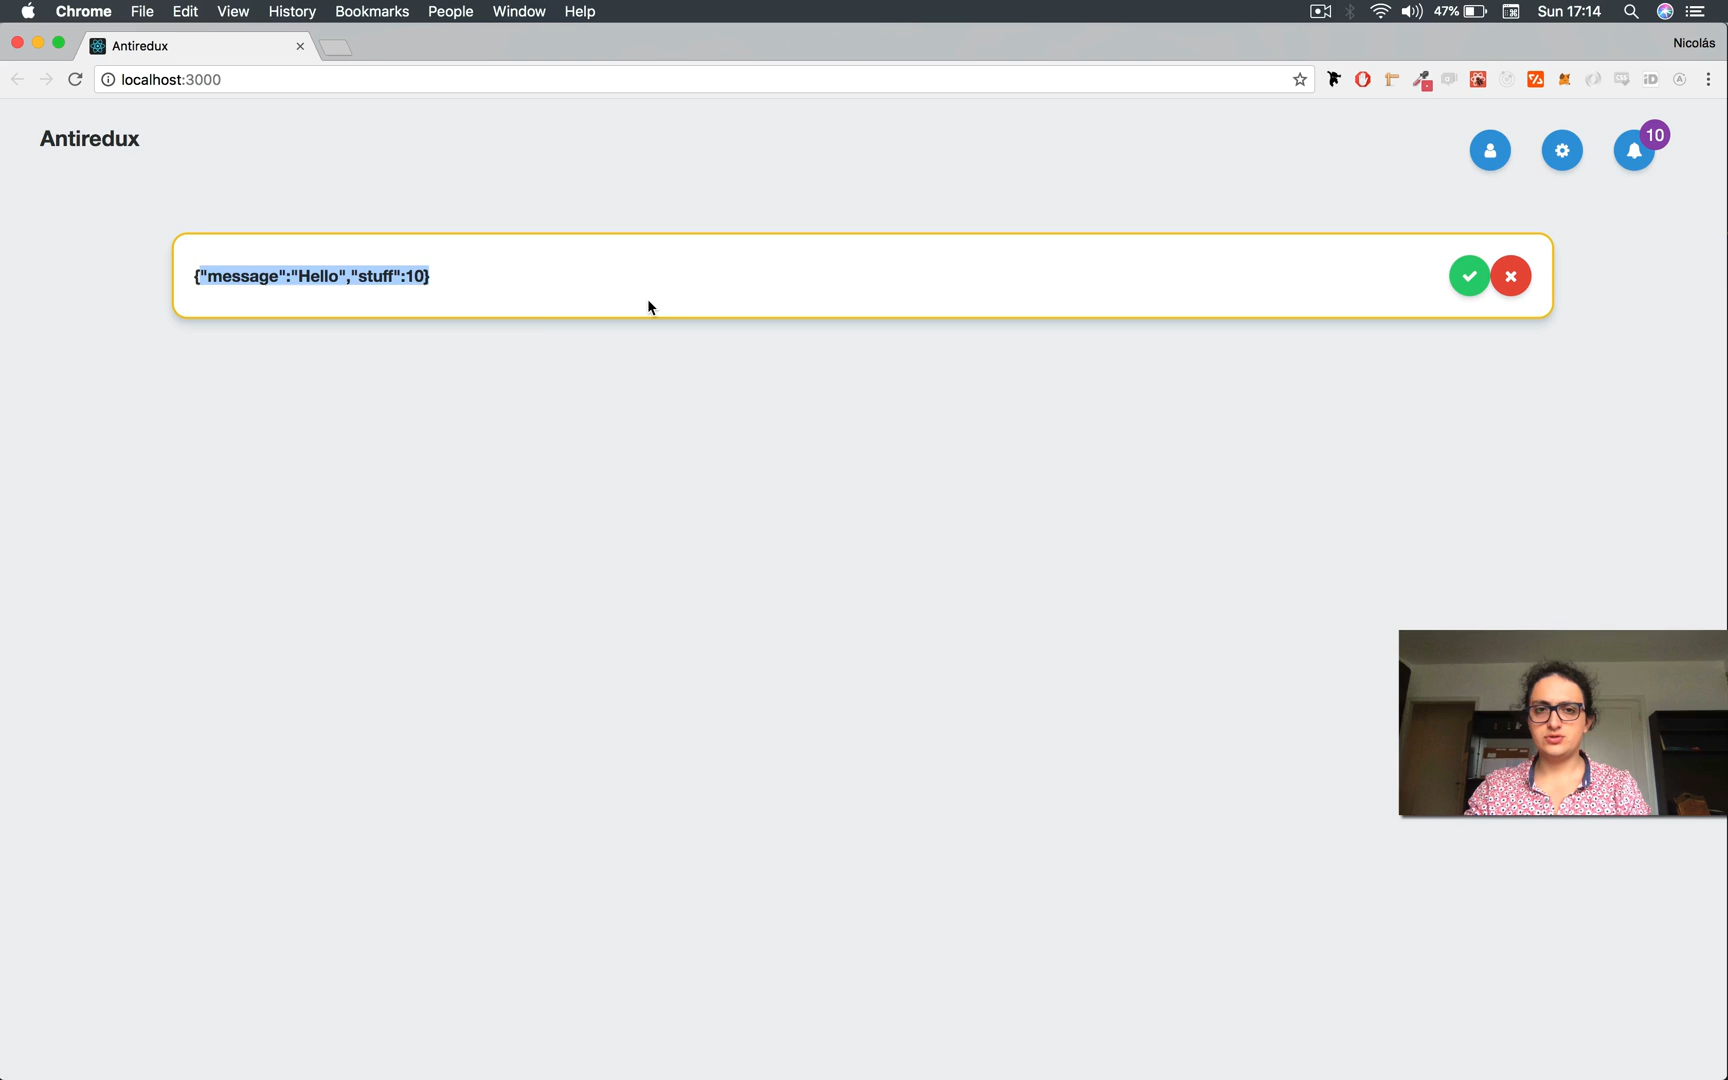 Chrome File Edit View History Bookmarks People Window Help 47% Sun 17:14
Antiredux Nicolás
localhost:3000
Antiredux
10
{"message":"Hello","stuff":10}